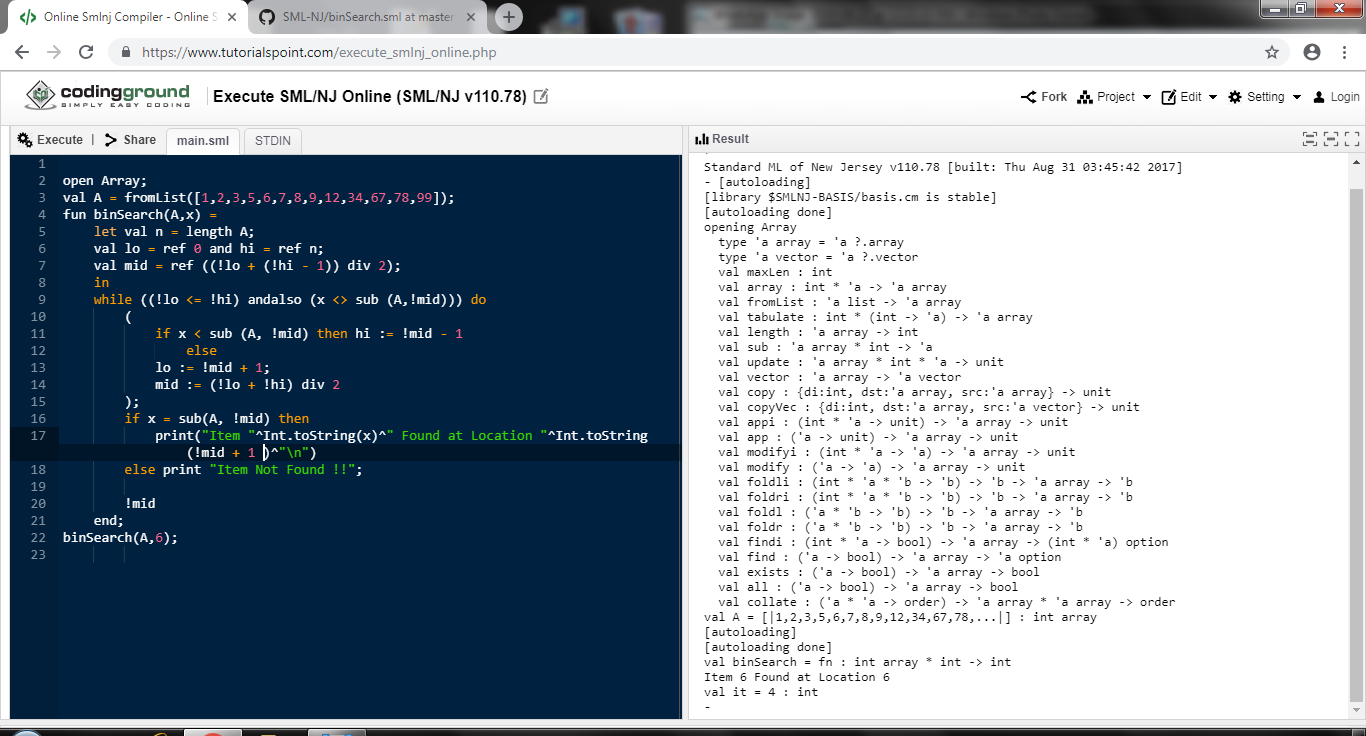 Online Smlnj Compiler - Online S
SML-NJ/binSearch.sml at master
https://www.tutorialspoint.com/execute_smlnj_online.php
codingground
SIMPLY EASY CODING
Execute SML/NJ Online (SML/NJ v110.78)
Fork Project Edit Setting Login
Execute | Share main.sml STDIN
1
2 open Array;
3 val A = fromList([1,2,3,5,6,7,8,9,12,34,67,78,99]);
4 fun binSearch(A,x) =
5 let val n = length A;
6 val lo = ref 0 and hi = ref n;
7 val mid = ref ((!lo + (!hi - 1)) div 2);
8 in
9 while ((!lo <= !hi) andalso (x <> sub (A,!mid))) do
10 (
11 if x < sub (A, !mid) then hi := !mid - 1
12 else
13 lo := !mid + 1;
14 mid := (!lo + !hi) div 2
15 );
16 if x = sub(A, !mid) then
17 print("Item "^Int.toString(x)^" Found at Location "^Int.toString
(!mid + 1 )^"\n")
18 else print "Item Not Found !!";
19
20 !mid
21 end;
22 binSearch(A,6);
23
Result
Standard ML of New Jersey v110.78 [built: Thu Aug 31 03:45:42 2017]
- [autoloading]
[library $SMLNJ-BASIS/basis.cm is stable]
[autoloading done]
opening Array
type 'a array = 'a ?.array
type 'a vector = 'a ?.vector
val maxLen : int
val array : int * 'a -> 'a array
val fromList : 'a list -> 'a array
val tabulate : int * (int -> 'a) -> 'a array
val length : 'a array -> int
val sub : 'a array * int -> 'a
val update : 'a array * int * 'a -> unit
val vector : 'a array -> 'a vector
val copy : {di:int, dst:'a array, src:'a array} -> unit
val copyVec : {di:int, dst:'a array, src:'a vector} -> unit
val appi : (int * 'a -> unit) -> 'a array -> unit
val app : ('a -> unit) -> 'a array -> unit
val modifyi : (int * 'a -> 'a) -> 'a array -> unit
val modify : ('a -> 'a) -> 'a array -> unit
val foldli : (int * 'a * 'b -> 'b) -> 'b -> 'a array -> 'b
val foldri : (int * 'a * 'b -> 'b) -> 'b -> 'a array -> 'b
val foldl : ('a * 'b -> 'b) -> 'b -> 'a array -> 'b
val foldr : ('a * 'b -> 'b) -> 'b -> 'a array -> 'b
val findi : (int * 'a -> bool) -> 'a array -> (int * 'a) option
val find : ('a -> bool) -> 'a array -> 'a option
val exists : ('a -> bool) -> 'a array -> bool
val all : ('a -> bool) -> 'a array -> bool
val collate : ('a * 'a -> order) -> 'a array * 'a array -> order
val A = [|1,2,3,5,6,7,8,9,12,34,67,78,...|] : int array
[autoloading]
[autoloading done]
val binSearch = fn : int array * int -> int
Item 6 Found at Location 6
val it = 4 : int
-